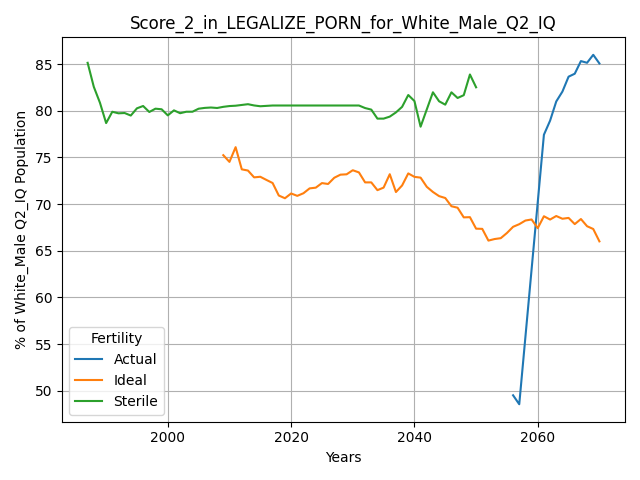 Score_2_in_LEGALIZE_PORN_for_White_Male_Q2_IQ
% of White_Male Q2_IQ Population
85
80
75
70
65
60
55
50
Fertility
Actual
Ideal
Sterile
2000
2020
2040
2060
Years